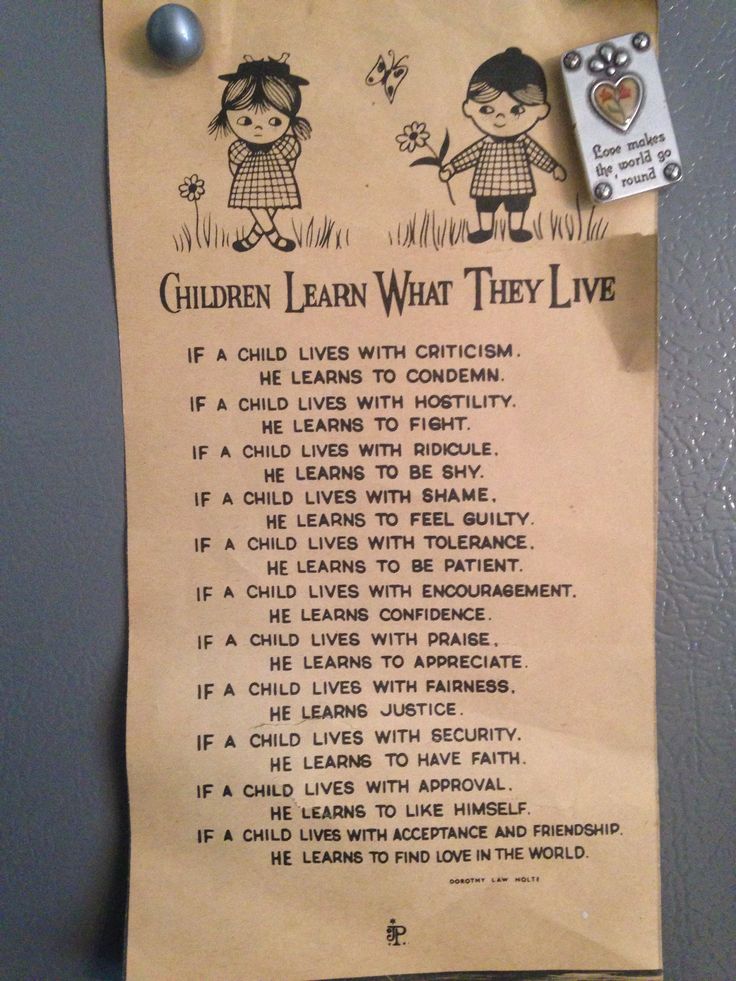 Love makes
the world go
'round
CHILDREN LEARN WHAT THEY LIVE
IF A CHILD LIVES WITH CRITICISM.
HE LEARNS TO CONDEMN.
IF A CHILD LIVES WITH HOSTILITY.
HE LEARNS TO FIGHT.
IF A CHILD LIVES WITH RIDICULE,
HE LEARNS TO BE SHY.
IF A CHILD LIVES WITH SHAME,
HE LEARNS TO FEEL GUILTY.
IF A CHILD LIVES WITH TOLERANCE,
HE LEARNS TO BE PATIENT.
IF A CHILD LIVES WITH ENCOURAGEMENT,
HE LEARNS CONFIDENCE.
IF A CHILD LIVES WITH PRAISE,
HE LEARNS TO APPRECIATE.
IF A CHILD LIVES WITH FAIRNESS,
HE LEARNS JUSTICE.
IF A CHILD LIVES WITH SECURITY.
HE LEARNS TO HAVE FAITH.
IF A CHILD LIVES WITH APPROVAL.
HE LEARNS TO LIKE HIMSELF.
IF A CHILD LIVES WITH ACCEPTANCE AND FRIENDSHIP.
HE LEARNS TO FIND LOVE IN THE WORLD.
DOROTHY LAW HOLTE
JP